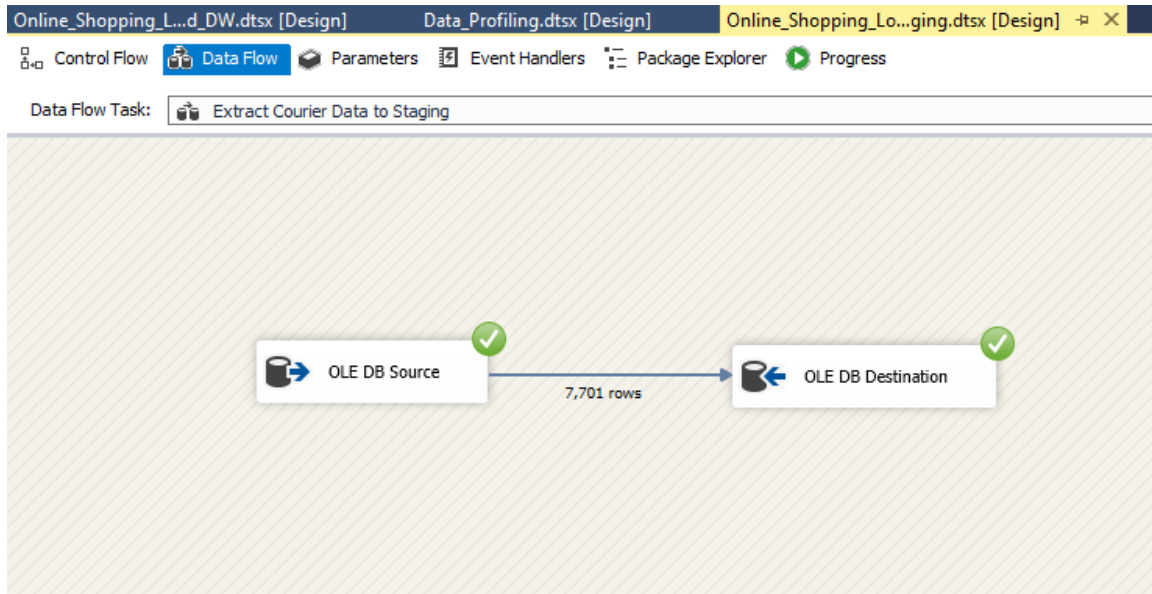 Online_Shopping_L...d_DW.dtsx [Design] Data_Profiling.dtsx [Design] Online_Shopping_Lo...ging.dtsx [Design]
Control Flow Data Flow Parameters Event Handlers Package Explorer Progress
Data Flow Task: Extract Courier Data to Staging
OLE DB Source OLE DB Destination
7,701 rows